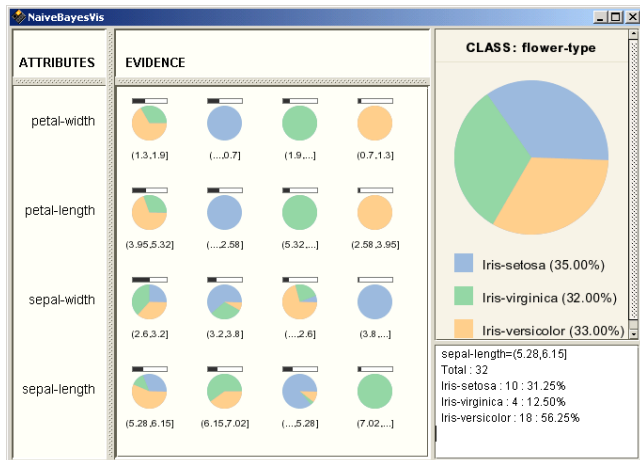 NaiveBayesVis
ATTRIBUTES
EVIDENCE
petal-width
(1.3,1.9]
(...,0.7]
(1.9,...]
(0.7,1.3]
petal-length
(3.95,5.32]
(...,2.58]
(5.32,...]
(2.58,3.95]
sepal-width
(2.6,3.2]
(3.2,3.8]
(...,2.6]
(3.8,...]
sepal-length
(5.28,6.15]
(6.15,7.02]
(...,5.28]
(7.02,...]
CLASS: flower-type
Iris-setosa (35.00%)
Iris-virginica (32.00%)
Iris-versicolor (33.00%)
sepal-length=(5.28,6.15]
Total : 32
Iris-setosa : 10 : 31.25%
Iris-virginica : 4 : 12.50%
Iris-versicolor : 18 : 56.25%